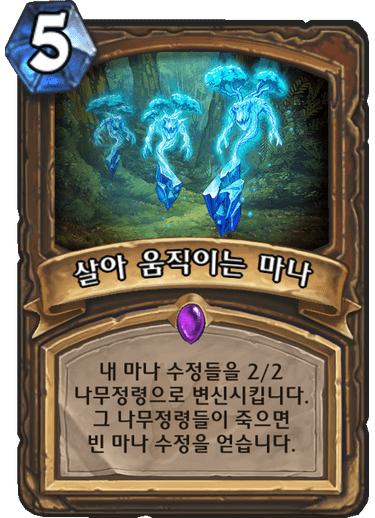 5
살아 움직이는 마나
내 마나 수정들을 2/2
나무정령으로 변신시킵니다.
그 나무정령들이 죽으면
빈 마나 수정을 얻습니다.